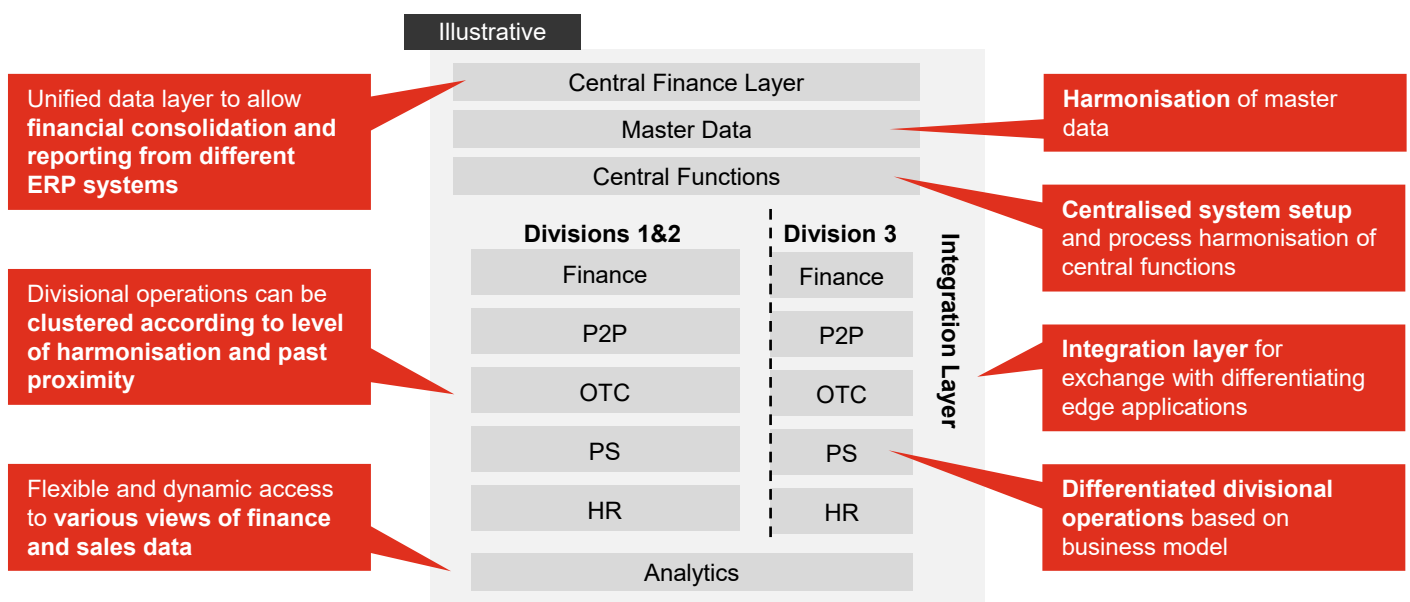 Illustrative
Central Finance Layer
Master Data
Central Functions
Unified data layer to allow
financial consolidation and
reporting from different
ERP systems
Divisional operations can be
clustered according to level
of harmonisation and past
proximity
Flexible and dynamic access
to various views of finance
and sales data
Divisions 1&2
Finance
P2P
OTC
PS
HR
Division 3
Finance
P2P
OTC
PS
HR
Analytics
Integration Layer
Harmonisation of master
data
Centralised system setup
and process harmonisation of
central functions
Integration layer for
exchange with differentiating
edge applications
Differentiated divisional
operations based on
business model